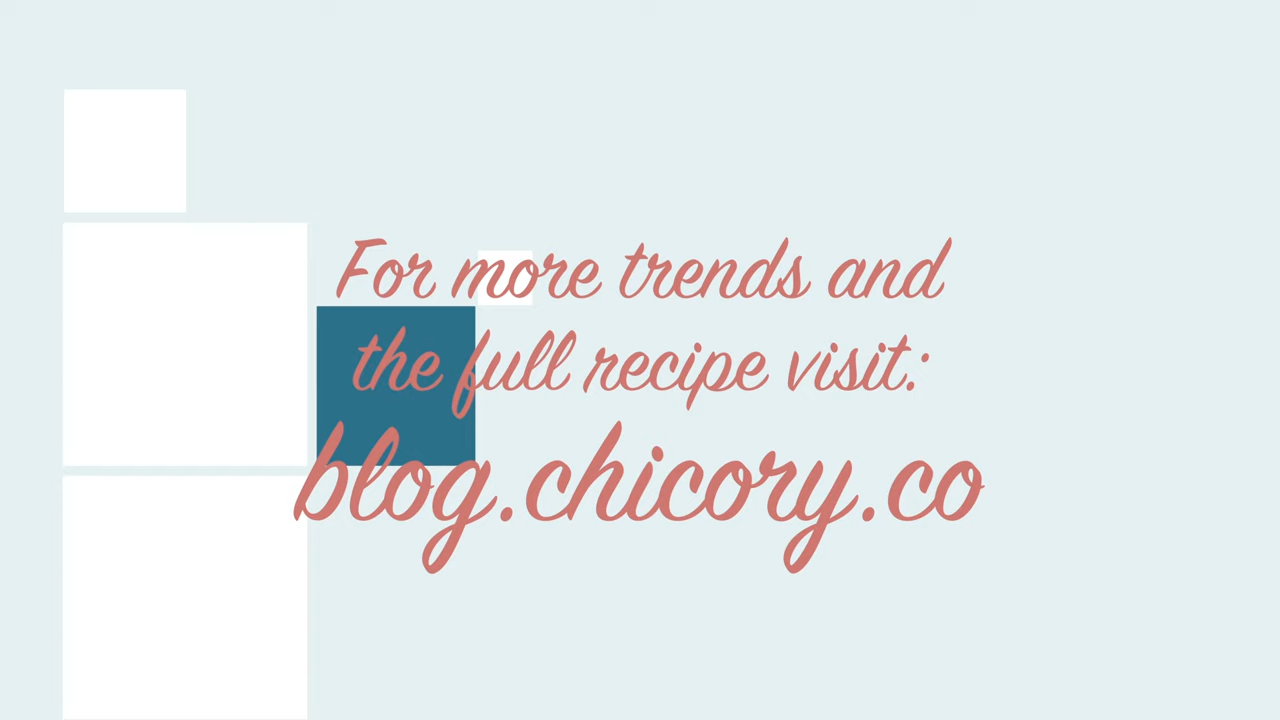 For more trends and
the full recipe visit:
blog.chicory.co